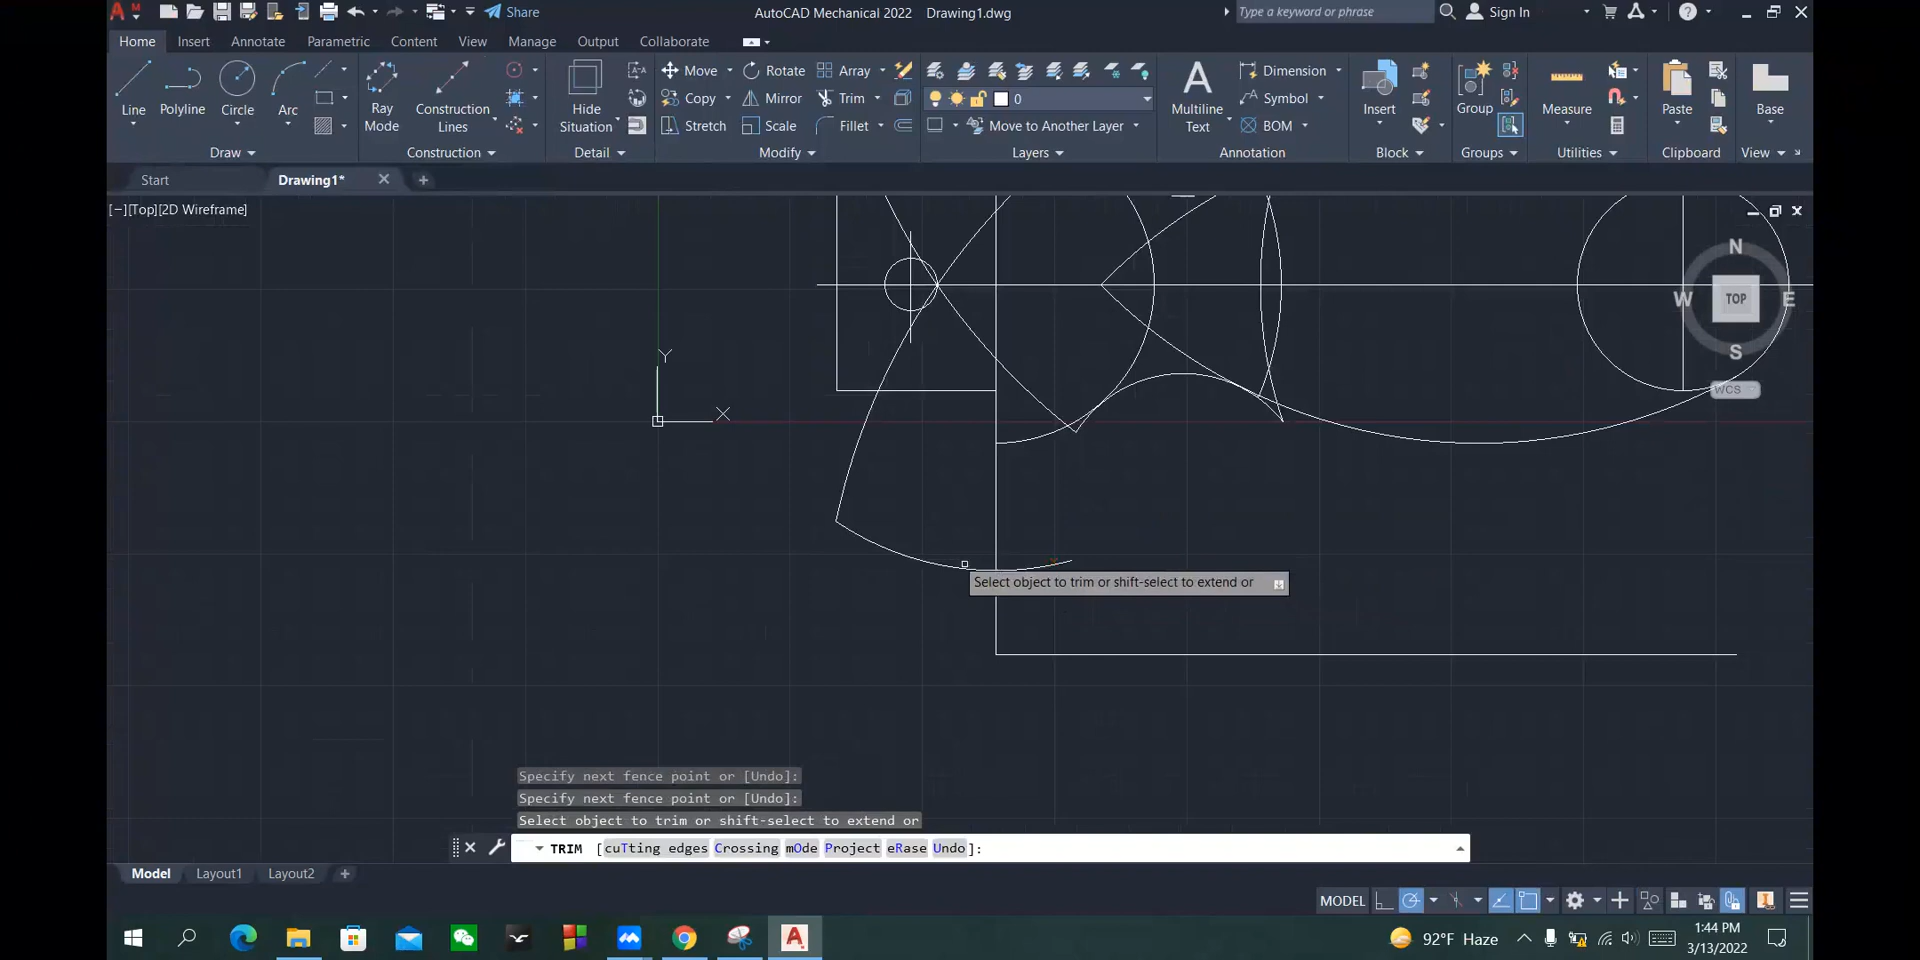 AutoCAD Mechanical 2022 Drawing1.dwg
Share
Type a keyword or phrase
Sign In
Home Insert Annotate Parametric Content View Manage Output Collaborate
Line Polyline Circle Arc
Draw
Ray Mode
Construction Lines
Construction
Hide Situation
Detail
Move Rotate Array
Copy Mirror Trim
Stretch Scale Fillet
Modify
0
Move to Another Layer
Layers
Multiline Text
Dimension
Symbol
BOM
Annotation
Insert
Block
Group
Groups
Measure
Utilities
Paste
Clipboard
Base
View
Start Drawing1*
[−][Top][2D Wireframe]
N
W TOP E
S
WCS
Y
X
Select object to trim or shift-select to extend or
Specify next fence point or [Undo]:
Specify next fence point or [Undo]:
Select object to trim or shift-select to extend or
TRIM [cuTting edges Crossing mOde Project eRase Undo]:
Model Layout1 Layout2
MODEL
92°F Haze
1:44 PM
3/13/2022